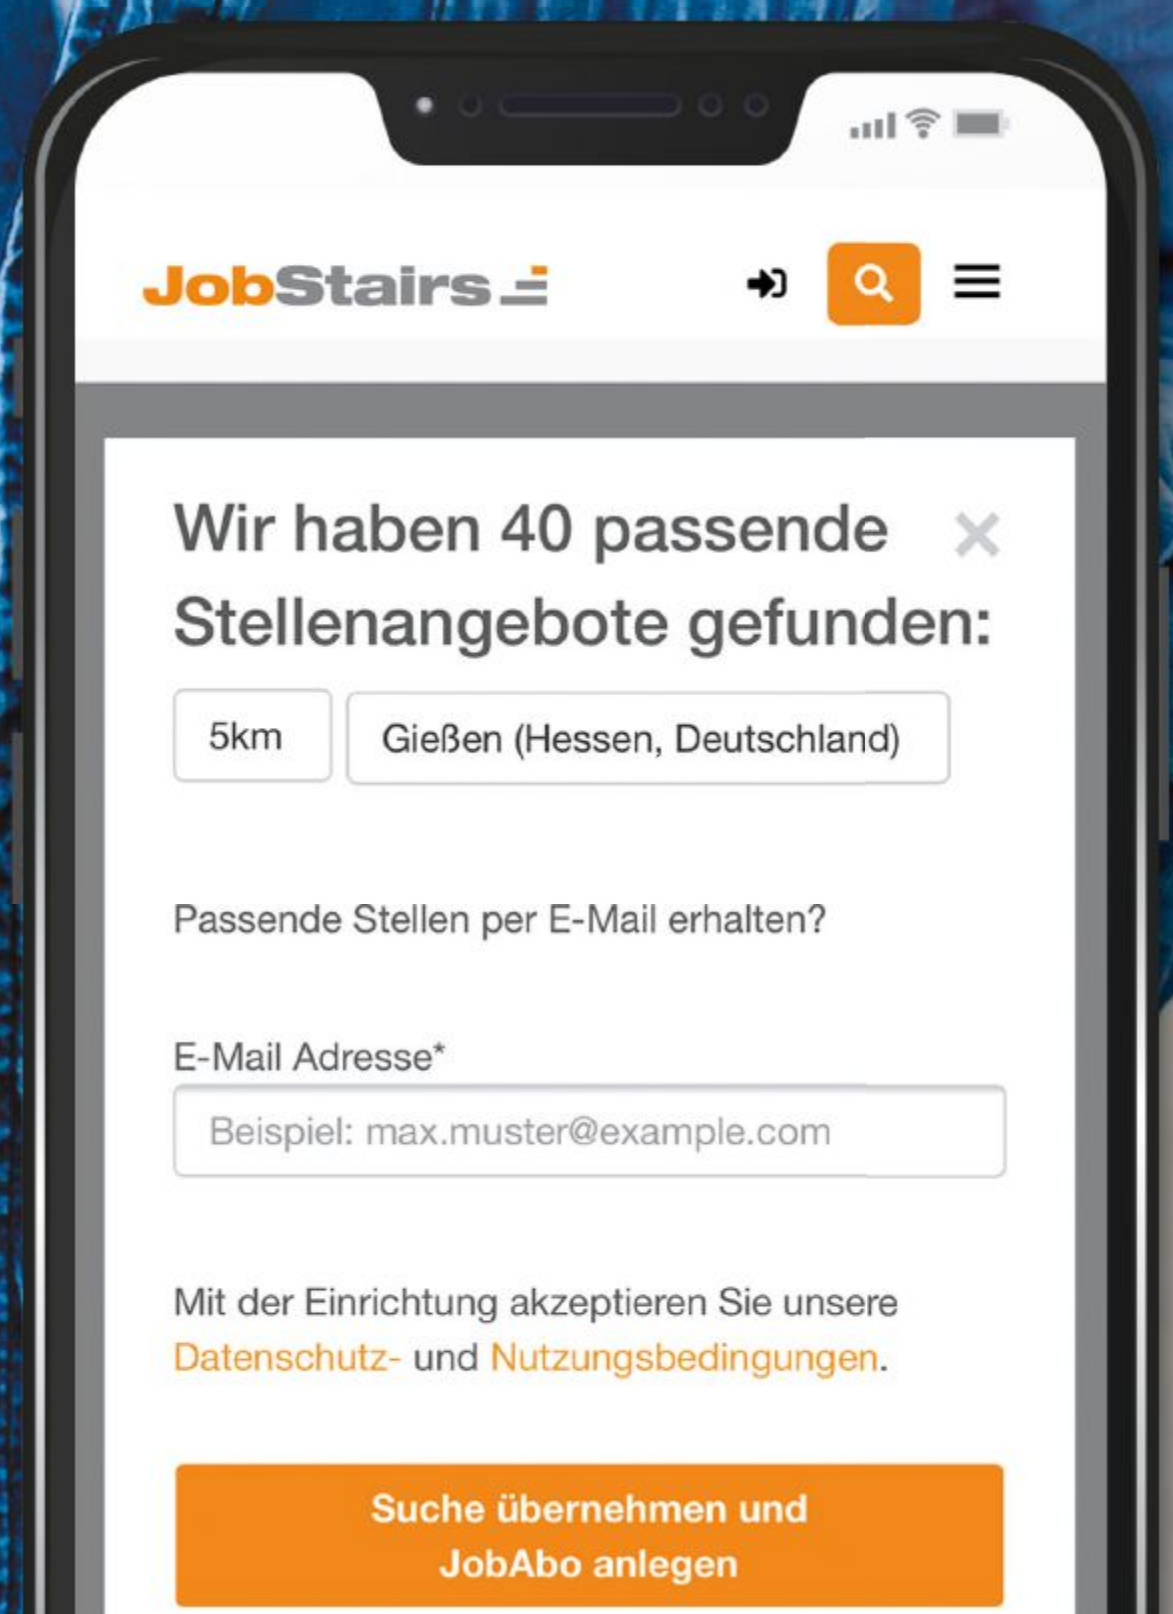 JobStairs
Wir haben 40 passende
Stellenangebote gefunden:
5km
Gießen (Hessen, Deutschland)
Passende Stellen per E-Mail erhalten?
E-Mail Adresse*
Beispiel: max.muster@example.com
Mit der Einrichtung akzeptieren Sie unsere
Datenschutz- und Nutzungsbedingungen.
Suche übernehmen und
JobAbo anlegen